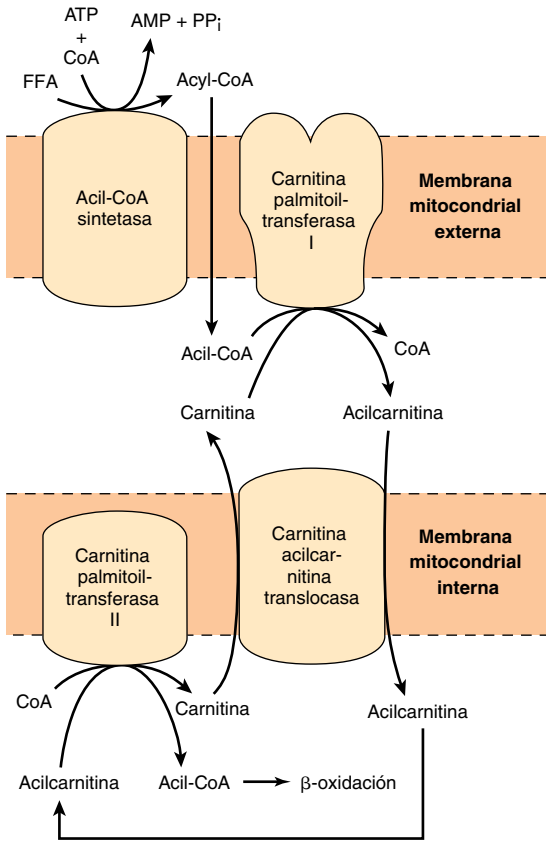 ATP
+
CoA
AMP + PPi
FFA
Acyl-CoA
Acil-CoA
sintetasa
Carnitina
palmitoil-
transferasa
I
Membrana
mitocondrial
externa
Acil-CoA
CoA
Carnitina
Acilcarnitina
Carnitina
palmitoil-
transferasa
II
Carnitina
acilcar-
nitina
translocasa
Membrana
mitocondrial
interna
CoA
Carnitina
Acilcarnitina
Acilcarnitina
Acil-CoA
β-oxidación